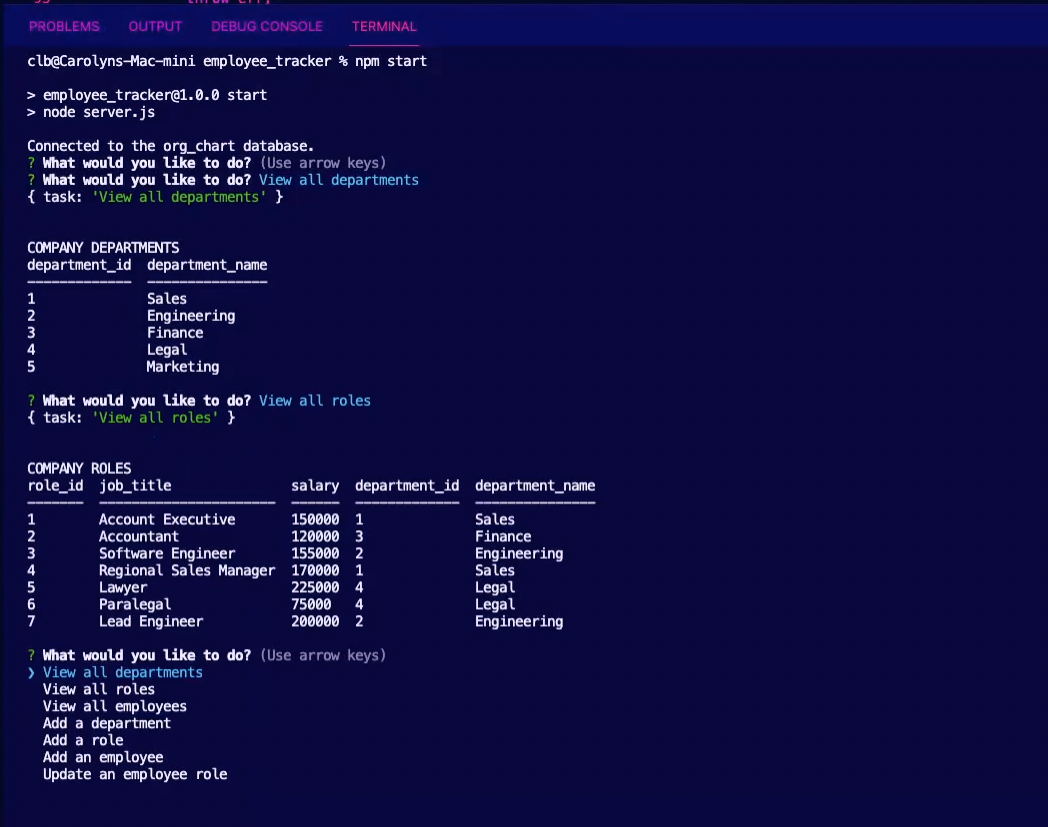 PROBLEMS OUTPUT DEBUG CONSOLE TERMINAL
clb@Carolyns-Mac-mini employee_tracker % npm start
> employee_tracker@1.0.0 start
> node server.js
Connected to the org_chart database.
? What would you like to do? (Use arrow keys)
? What would you like to do? View all departments
{ task: 'View all departments' }
COMPANY DEPARTMENTS
department_id department_name
------------- ---------------
1 Sales
2 Engineering
3 Finance
4 Legal
5 Marketing
? What would you like to do? View all roles
{ task: 'View all roles' }
COMPANY ROLES
role_id job_title salary department_id department_name
------- ---------------------- ------ ------------- ---------------
1 Account Executive 150000 1 Sales
2 Accountant 120000 3 Finance
3 Software Engineer 155000 2 Engineering
4 Regional Sales Manager 170000 1 Sales
5 Lawyer 225000 4 Legal
6 Paralegal 75000 4 Legal
7 Lead Engineer 200000 2 Engineering
? What would you like to do? (Use arrow keys)
❯ View all departments
View all roles
View all employees
Add a department
Add a role
Add an employee
Update an employee role